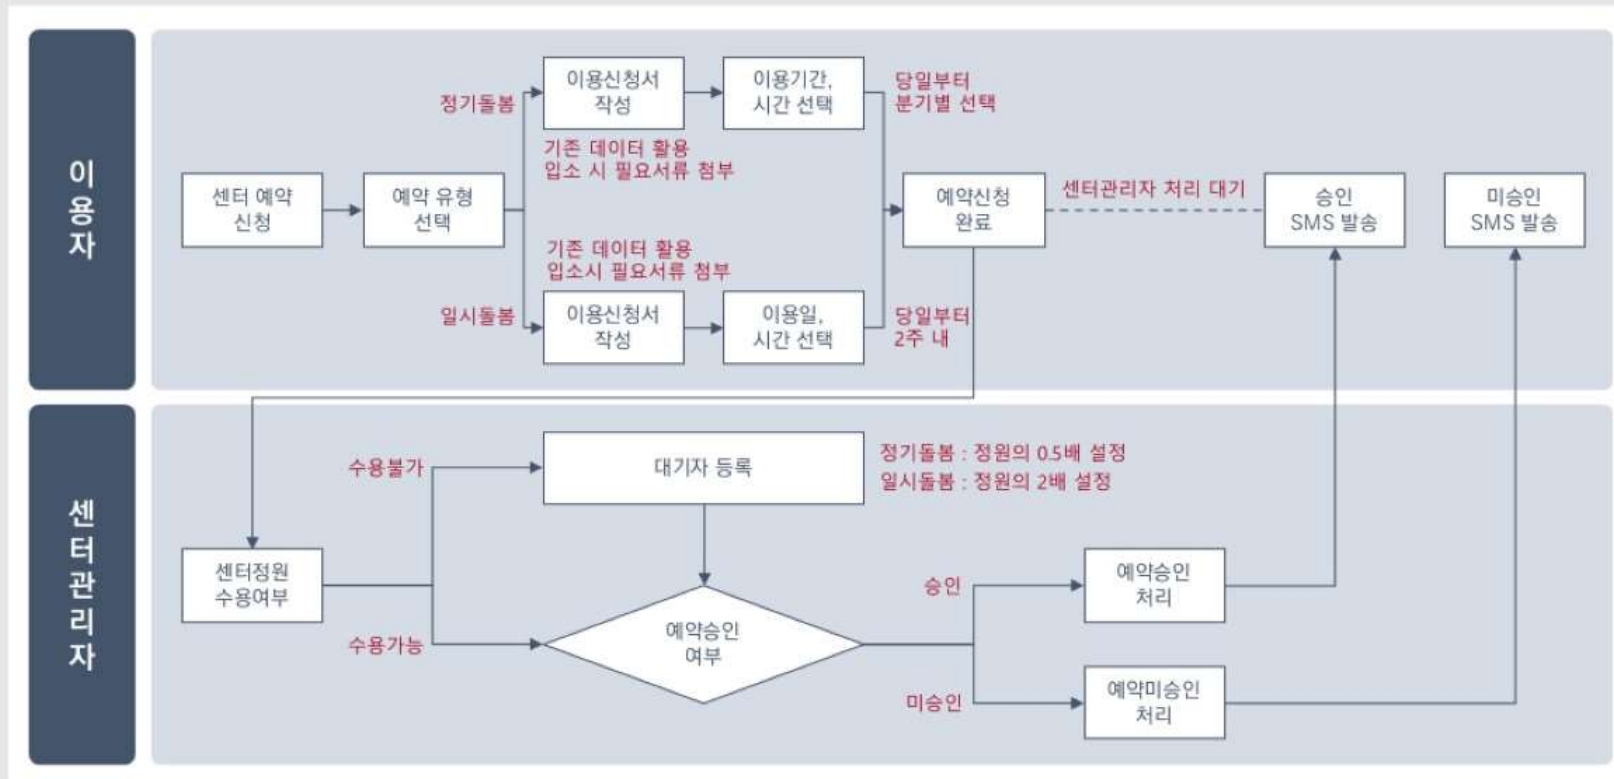 이용자
센터 예약
신청
예약 유형
선택
정기돌봄
이용신청서
작성
이용기간,
시간 선택
당일부터
분기별 선택
기존 데이터 활용
입소 시 필요서류 첨부
기존 데이터 활용
입소시 필요서류 첨부
일시돌봄
이용신청서
작성
이용일,
시간 선택
당일부터
2주 내
예약신청
완료
센터관리자 처리 대기
승인
SMS 발송
미승인
SMS 발송
센터관리자
센터정원
수용여부
수용불가
대기자 등록
정기돌봄 : 정원의 0.5배 설정
일시돌봄 : 정원의 2배 설정
수용가능
예약승인
여부
승인
예약승인
처리
미승인
예약미승인
처리